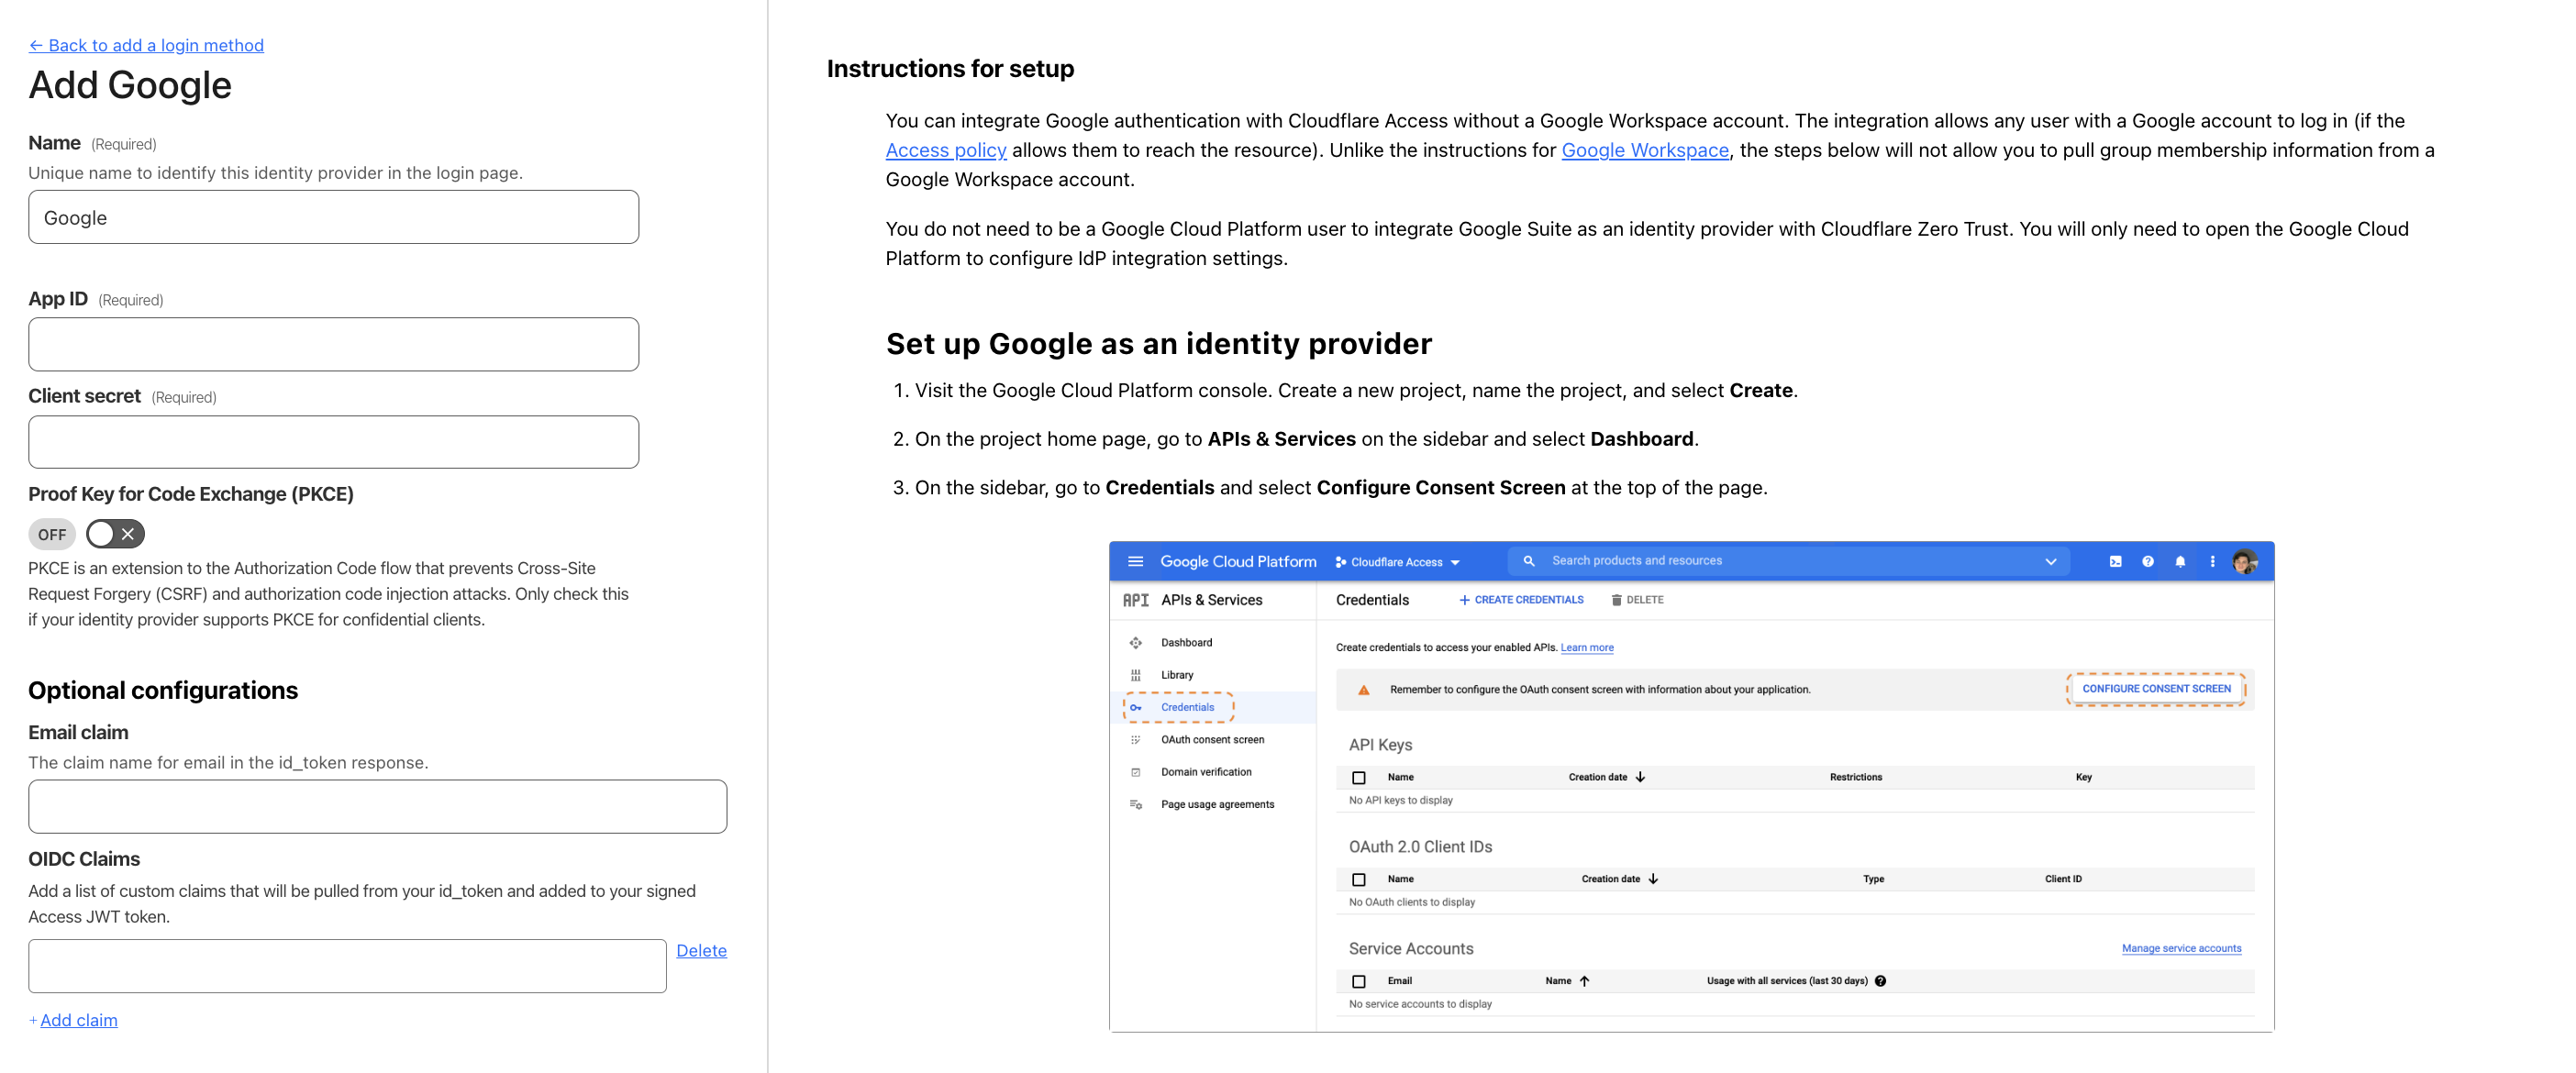 ← Back to add a login method
Add Google
Name (Required)
Unique name to identify this identity provider in the login page.
Google
App ID (Required)
Client secret (Required)
Proof Key for Code Exchange (PKCE)
OFF
PKCE is an extension to the Authorization Code flow that prevents Cross-Site
Request Forgery (CSRF) and authorization code injection attacks. Only check this
if your identity provider supports PKCE for confidential clients.
Optional configurations
Email claim
The claim name for email in the id_token response.
OIDC Claims
Add a list of custom claims that will be pulled from your id_token and added to your signed
Access JWT token.
Delete
+ Add claim
Instructions for setup
You can integrate Google authentication with Cloudflare Access without a Google Workspace account. The integration allows any user with a Google account to log in (if the
Access policy allows them to reach the resource). Unlike the instructions for Google Workspace, the steps below will not allow you to pull group membership information from a
Google Workspace account.
You do not need to be a Google Cloud Platform user to integrate Google Suite as an identity provider with Cloudflare Zero Trust. You will only need to open the Google Cloud
Platform to configure IdP integration settings.
Set up Google as an identity provider
1. Visit the Google Cloud Platform console. Create a new project, name the project, and select Create.
2. On the project home page, go to APIs & Services on the sidebar and select Dashboard.
3. On the sidebar, go to Credentials and select Configure Consent Screen at the top of the page.
Google Cloud Platform Cloudflare Access Search products and resources
API APIs & Services
Dashboard
Library
Credentials
OAuth consent screen
Domain verification
Page usage agreements
Credentials + CREATE CREDENTIALS DELETE
Create credentials to access your enabled APIs. Learn more
Remember to configure the OAuth consent screen with information about your application. CONFIGURE CONSENT SCREEN
API Keys
Name Creation date Restrictions Key
No API keys to display
OAuth 2.0 Client IDs
Name Creation date Type Client ID
No OAuth clients to display
Service Accounts Manage service accounts
Email Name Usage with all services (last 30 days)
No service accounts to display